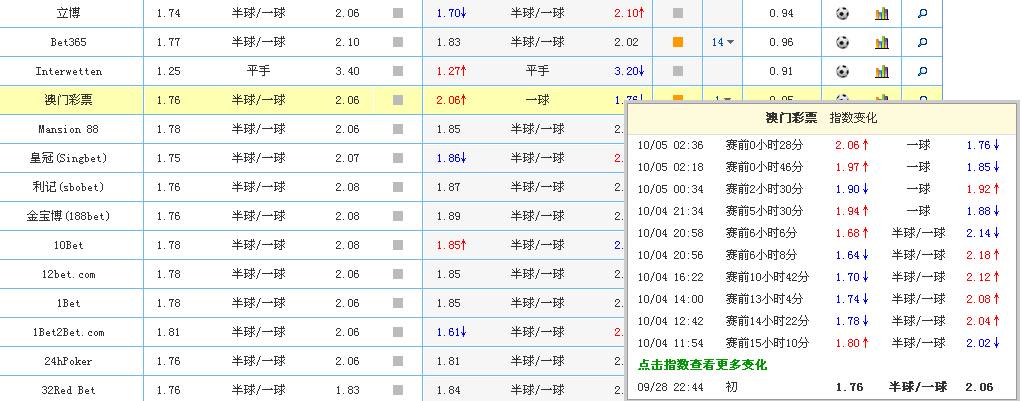 立博 1.74 半球/一球 2.06 1.70↓ 半球/一球 2.10↑ 0.94
Bet365 1.77 半球/一球 2.10 1.83 半球/一球 2.02 14 0.96
Interwetten 1.25 平手 3.40 1.27↑ 平手 3.20↓ 0.91
澳门彩票 1.76 半球/一球 2.06 2.06↑ 一球 1.76↓
Mansion 88 1.78 半球/一球 2.06 1.85 半球/一球
皇冠(Singbet) 1.75 半球/一球 2.07 1.86↓ 半球/一球
利记(sbobet) 1.76 半球/一球 2.08 1.87 半球/一球
金宝博(188bet) 1.76 半球/一球 2.08 1.89 半球/一球
10Bet 1.78 半球/一球 2.08 1.85↑ 半球/一球
12bet.com 1.78 半球/一球 2.06 1.85 半球/一球
1Bet 1.78 半球/一球 2.06 1.85 半球/一球
1Bet2Bet.com 1.81 半球/一球 2.06 1.61↓ 半球/一球
24hPoker 1.76 半球/一球 2.06 1.81 半球/一球
32Red Bet 1.76 半球/一球 1.83 1.84 半球/一球
澳门彩票 指数变化
10/05 02:36 赛前0小时28分 2.06↑ 一球 1.76↓
10/05 02:18 赛前0小时46分 1.97↑ 一球 1.85↓
10/05 00:34 赛前2小时30分 1.90↓ 一球 1.92↑
10/04 21:34 赛前5小时30分 1.94↑ 一球 1.88↓
10/04 20:58 赛前6小时6分 1.68↑ 半球/一球 2.14↓
10/04 20:56 赛前6小时8分 1.64↓ 半球/一球 2.18↑
10/04 16:22 赛前10小时42分 1.70↓ 半球/一球 2.12↑
10/04 14:00 赛前13小时4分 1.74↓ 半球/一球 2.08↑
10/04 12:42 赛前14小时22分 1.78↓ 半球/一球 2.04↑
10/04 11:54 赛前15小时10分 1.80↑ 半球/一球 2.02↓
点击指数查看更多变化
09/28 22:44 初 1.76 半球/一球 2.06